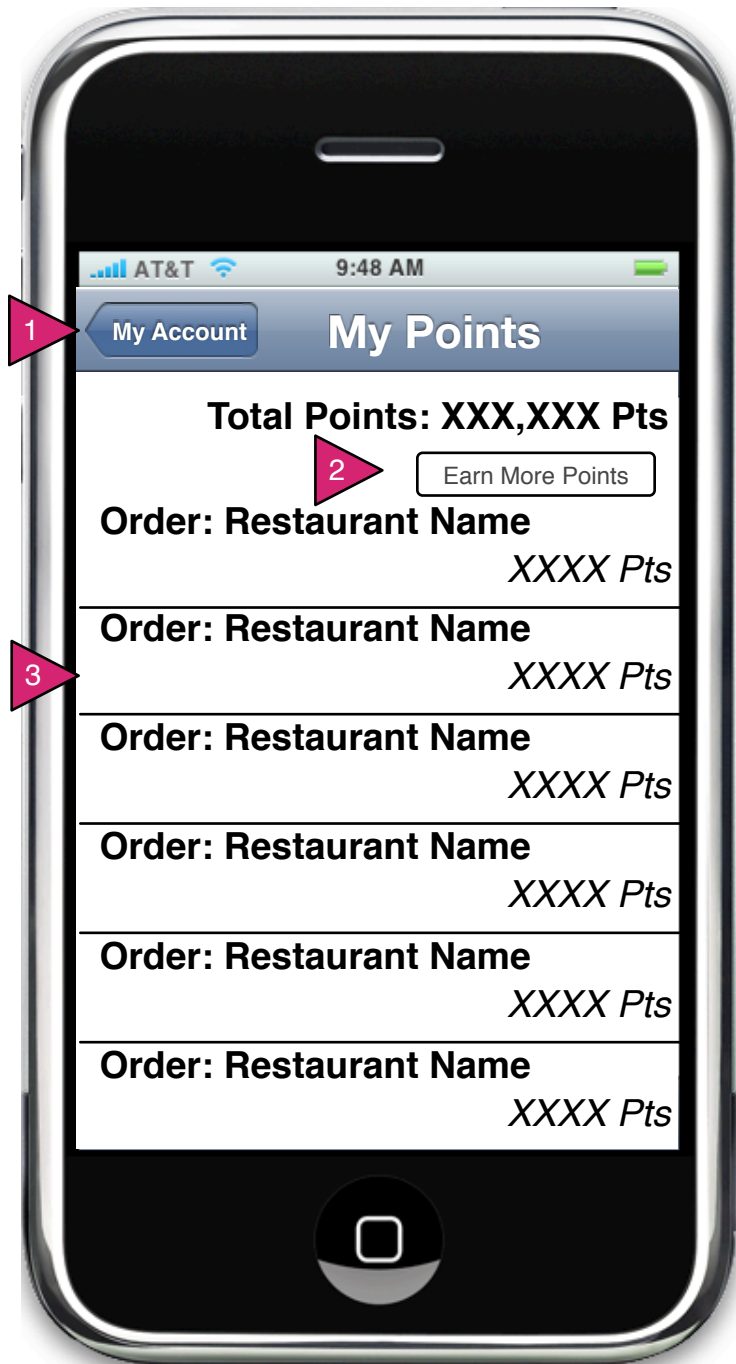 AT&T 9:48 AM
1 My Account My Points
Total Points: XXX,XXX Pts
2 Earn More Points
Order: Restaurant Name
XXXX Pts
Order: Restaurant Name
3 XXXX Pts
Order: Restaurant Name
XXXX Pts
Order: Restaurant Name
XXXX Pts
Order: Restaurant Name
XXXX Pts
Order: Restaurant Name
XXXX Pts